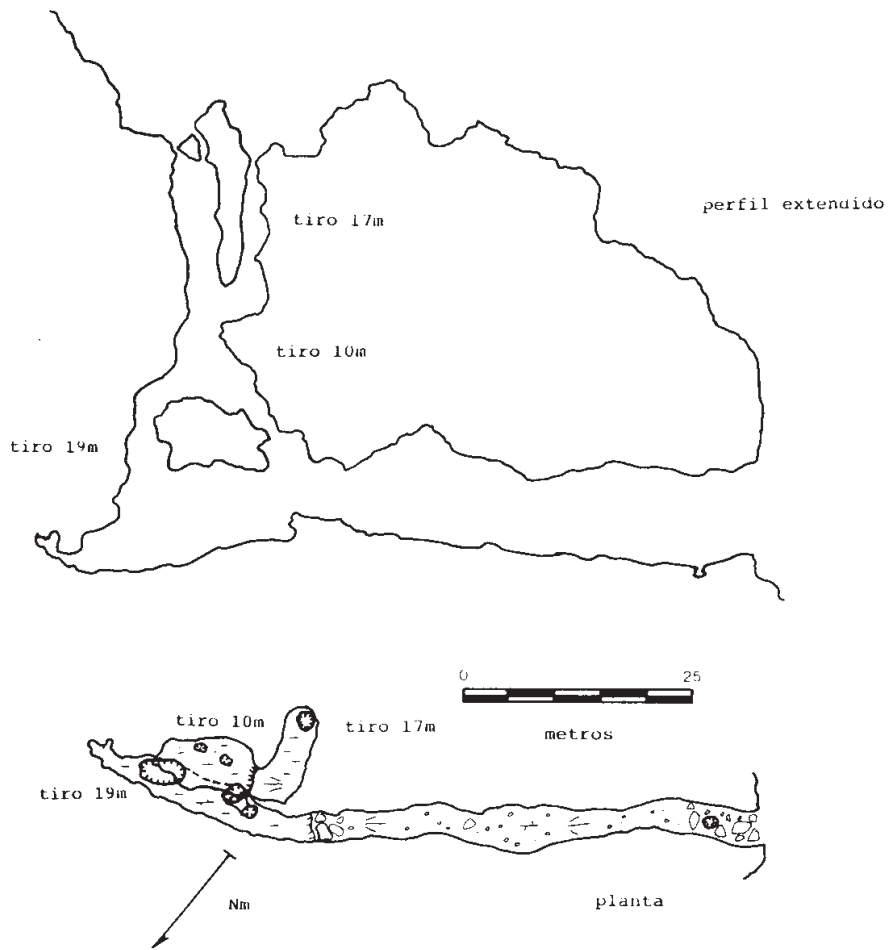 tiro 17m
perfil extendido
tiro 10m
tiro 19m
0 25
metros
tiro 10m
tiro 17m
tiro 19m
Nm
planta